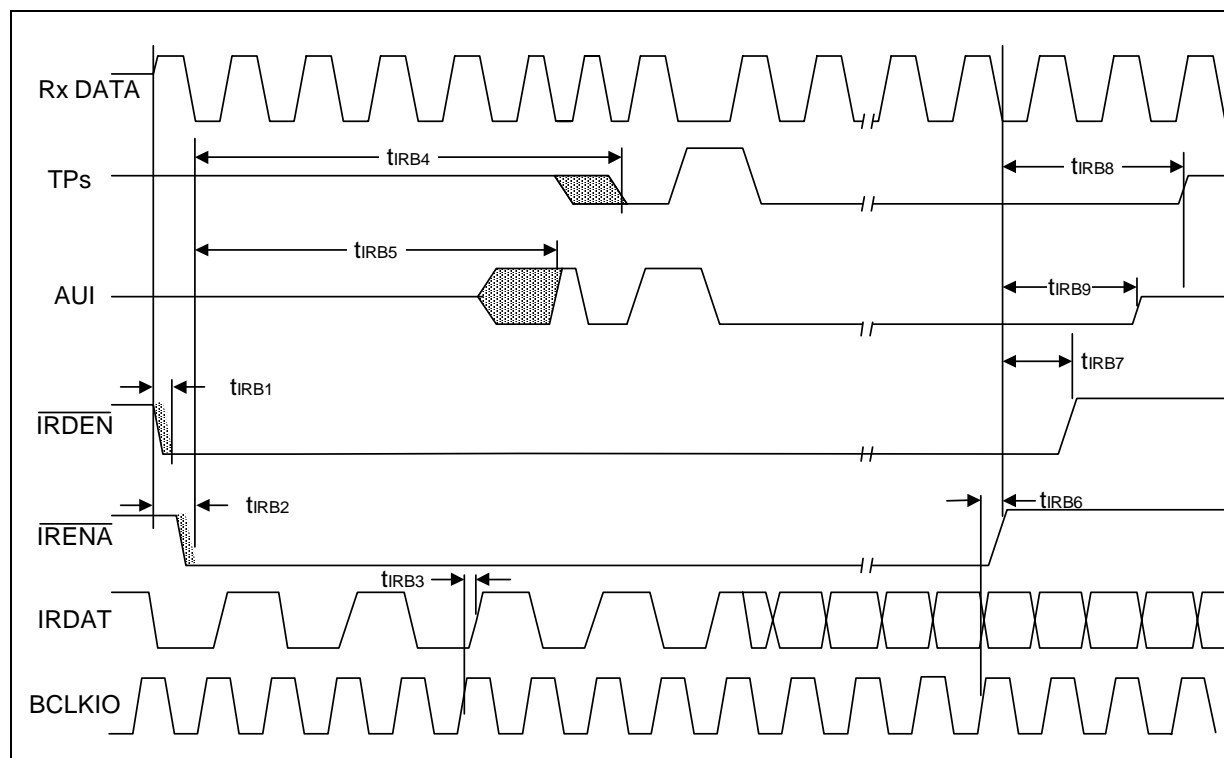 Rx DATA
tIRB4
TPs
tIRB8
tIRB5
AUI
tIRB9
tIRB7
tIRB1
IRDEN
tIRB2
tIRB6
IRENA
tIRB3
IRDAT
BCLKIO